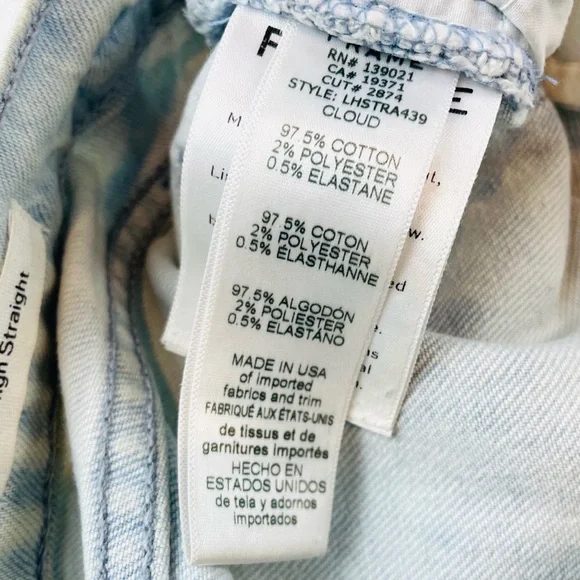 FRAME
RN# 139021
CA# 19371
CUT# 2874
STYLE: LHSTRA439
CLOUD
97.5% COTTON
2% POLYESTER
0.5% ELASTANE
97.5% COTON
2% POLYESTER
0.5% ÉLASTHANNE
97.5% ALGODÓN
2% POLIÉSTER
0.5% ELASTANO
MADE IN USA
of imported
fabrics and trim
FABRIQUÉ AUX ÉTATS-UNIS
de tissus et de
garnitures importés
HECHO EN
ESTADOS UNIDOS
de tela y adornos
importados
Straight